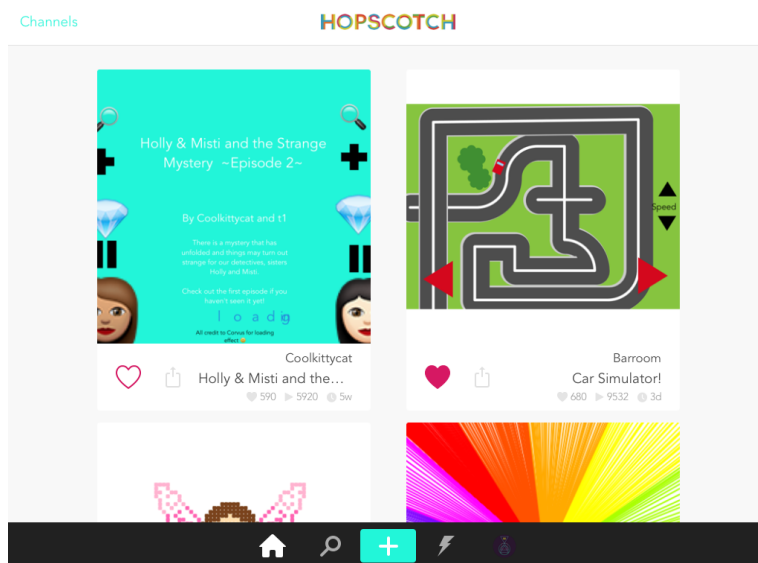 Channels
HOPSCOTCH
Holly & Misti and the Strange
Mystery ~Episode 2~
By Coolkittycat and t1
There is a mystery that has
unfolded and things may turn out
strange for our detectives, sisters
Holly and Misti.
Check out the first episode if you
haven't seen it yet!
l o a d i g
All credit to Corvus for loading
effect
Coolkittycat
Holly & Misti and the...
590 5920 5w
Speed
Barroom
Car Simulator!
680 9532 3d